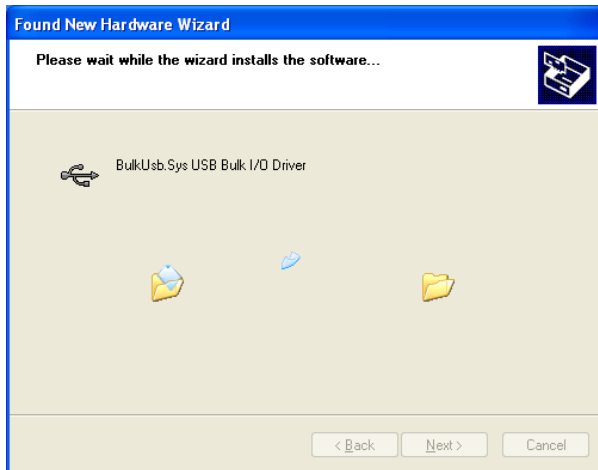 Found New Hardware Wizard
Please wait while the wizard installs the software...
BulkUsb.Sys USB Bulk I/O Driver
< Back
Next >
Cancel